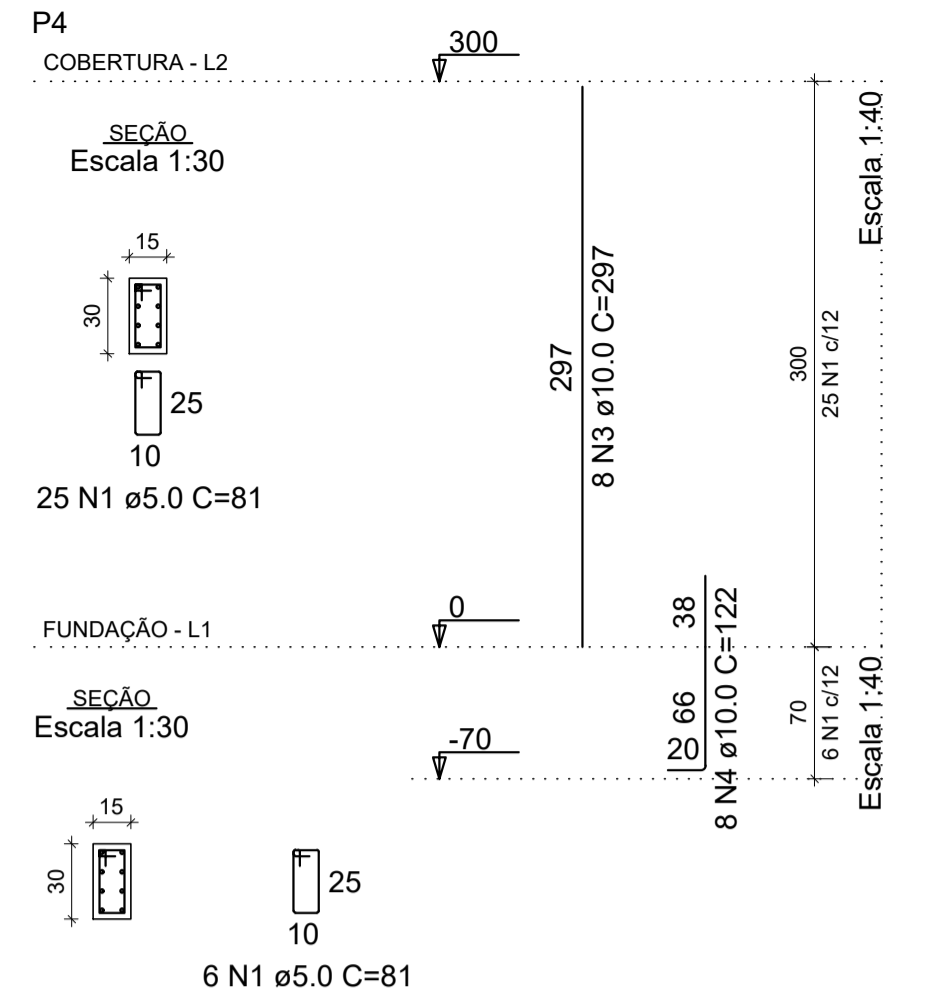 P4
COBERTURA - L2
300
SEÇÃO
Escala 1:30
Escala 1:40
15
30
25
10
25 N1 ø5.0 C=81
297
8 N3 ø10.0 C=297
300
25 N1 c/12
FUNDAÇÃO - L1
0
SEÇÃO
Escala 1:30
-70
38
66
20
8 N4 ø10.0 C=122
70
6 N1 c/12
Escala 1:40
15
30
25
10
6 N1 ø5.0 C=81